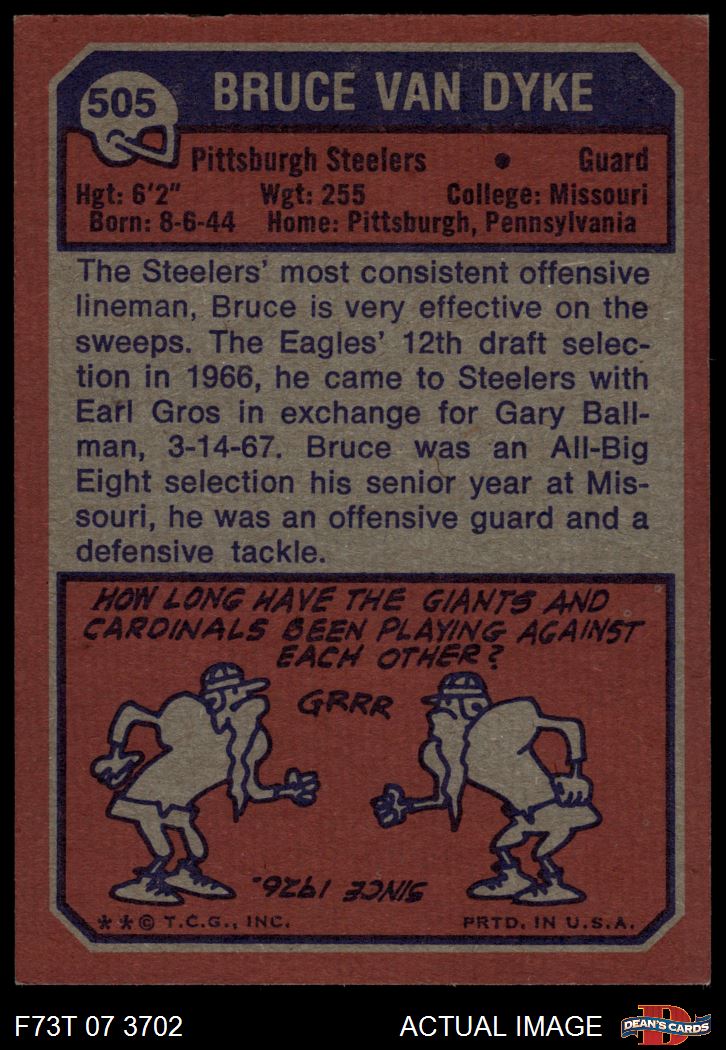 505
BRUCE VAN DYKE
Pittsburgh Steelers • Guard
Hgt: 6'2" Wgt: 255 College: Missouri
Born: 8-6-44 Home: Pittsburgh, Pennsylvania
The Steelers' most consistent offensive
lineman, Bruce is very effective on the
sweeps. The Eagles' 12th draft selec-
tion in 1966, he came to Steelers with
Earl Gros in exchange for Gary Ball-
man, 3-14-67. Bruce was an All-Big
Eight selection his senior year at Mis-
souri, he was an offensive guard and a
defensive tackle.
HOW LONG HAVE THE GIANTS AND
CARDINALS BEEN PLAYING AGAINST
EACH OTHER?
GRRR
SINCE 1926.
**© T.C.G., INC. PRTD. IN U.S.A.
F73T 07 3702 ACTUAL IMAGE
D
DEAN'S CARDS